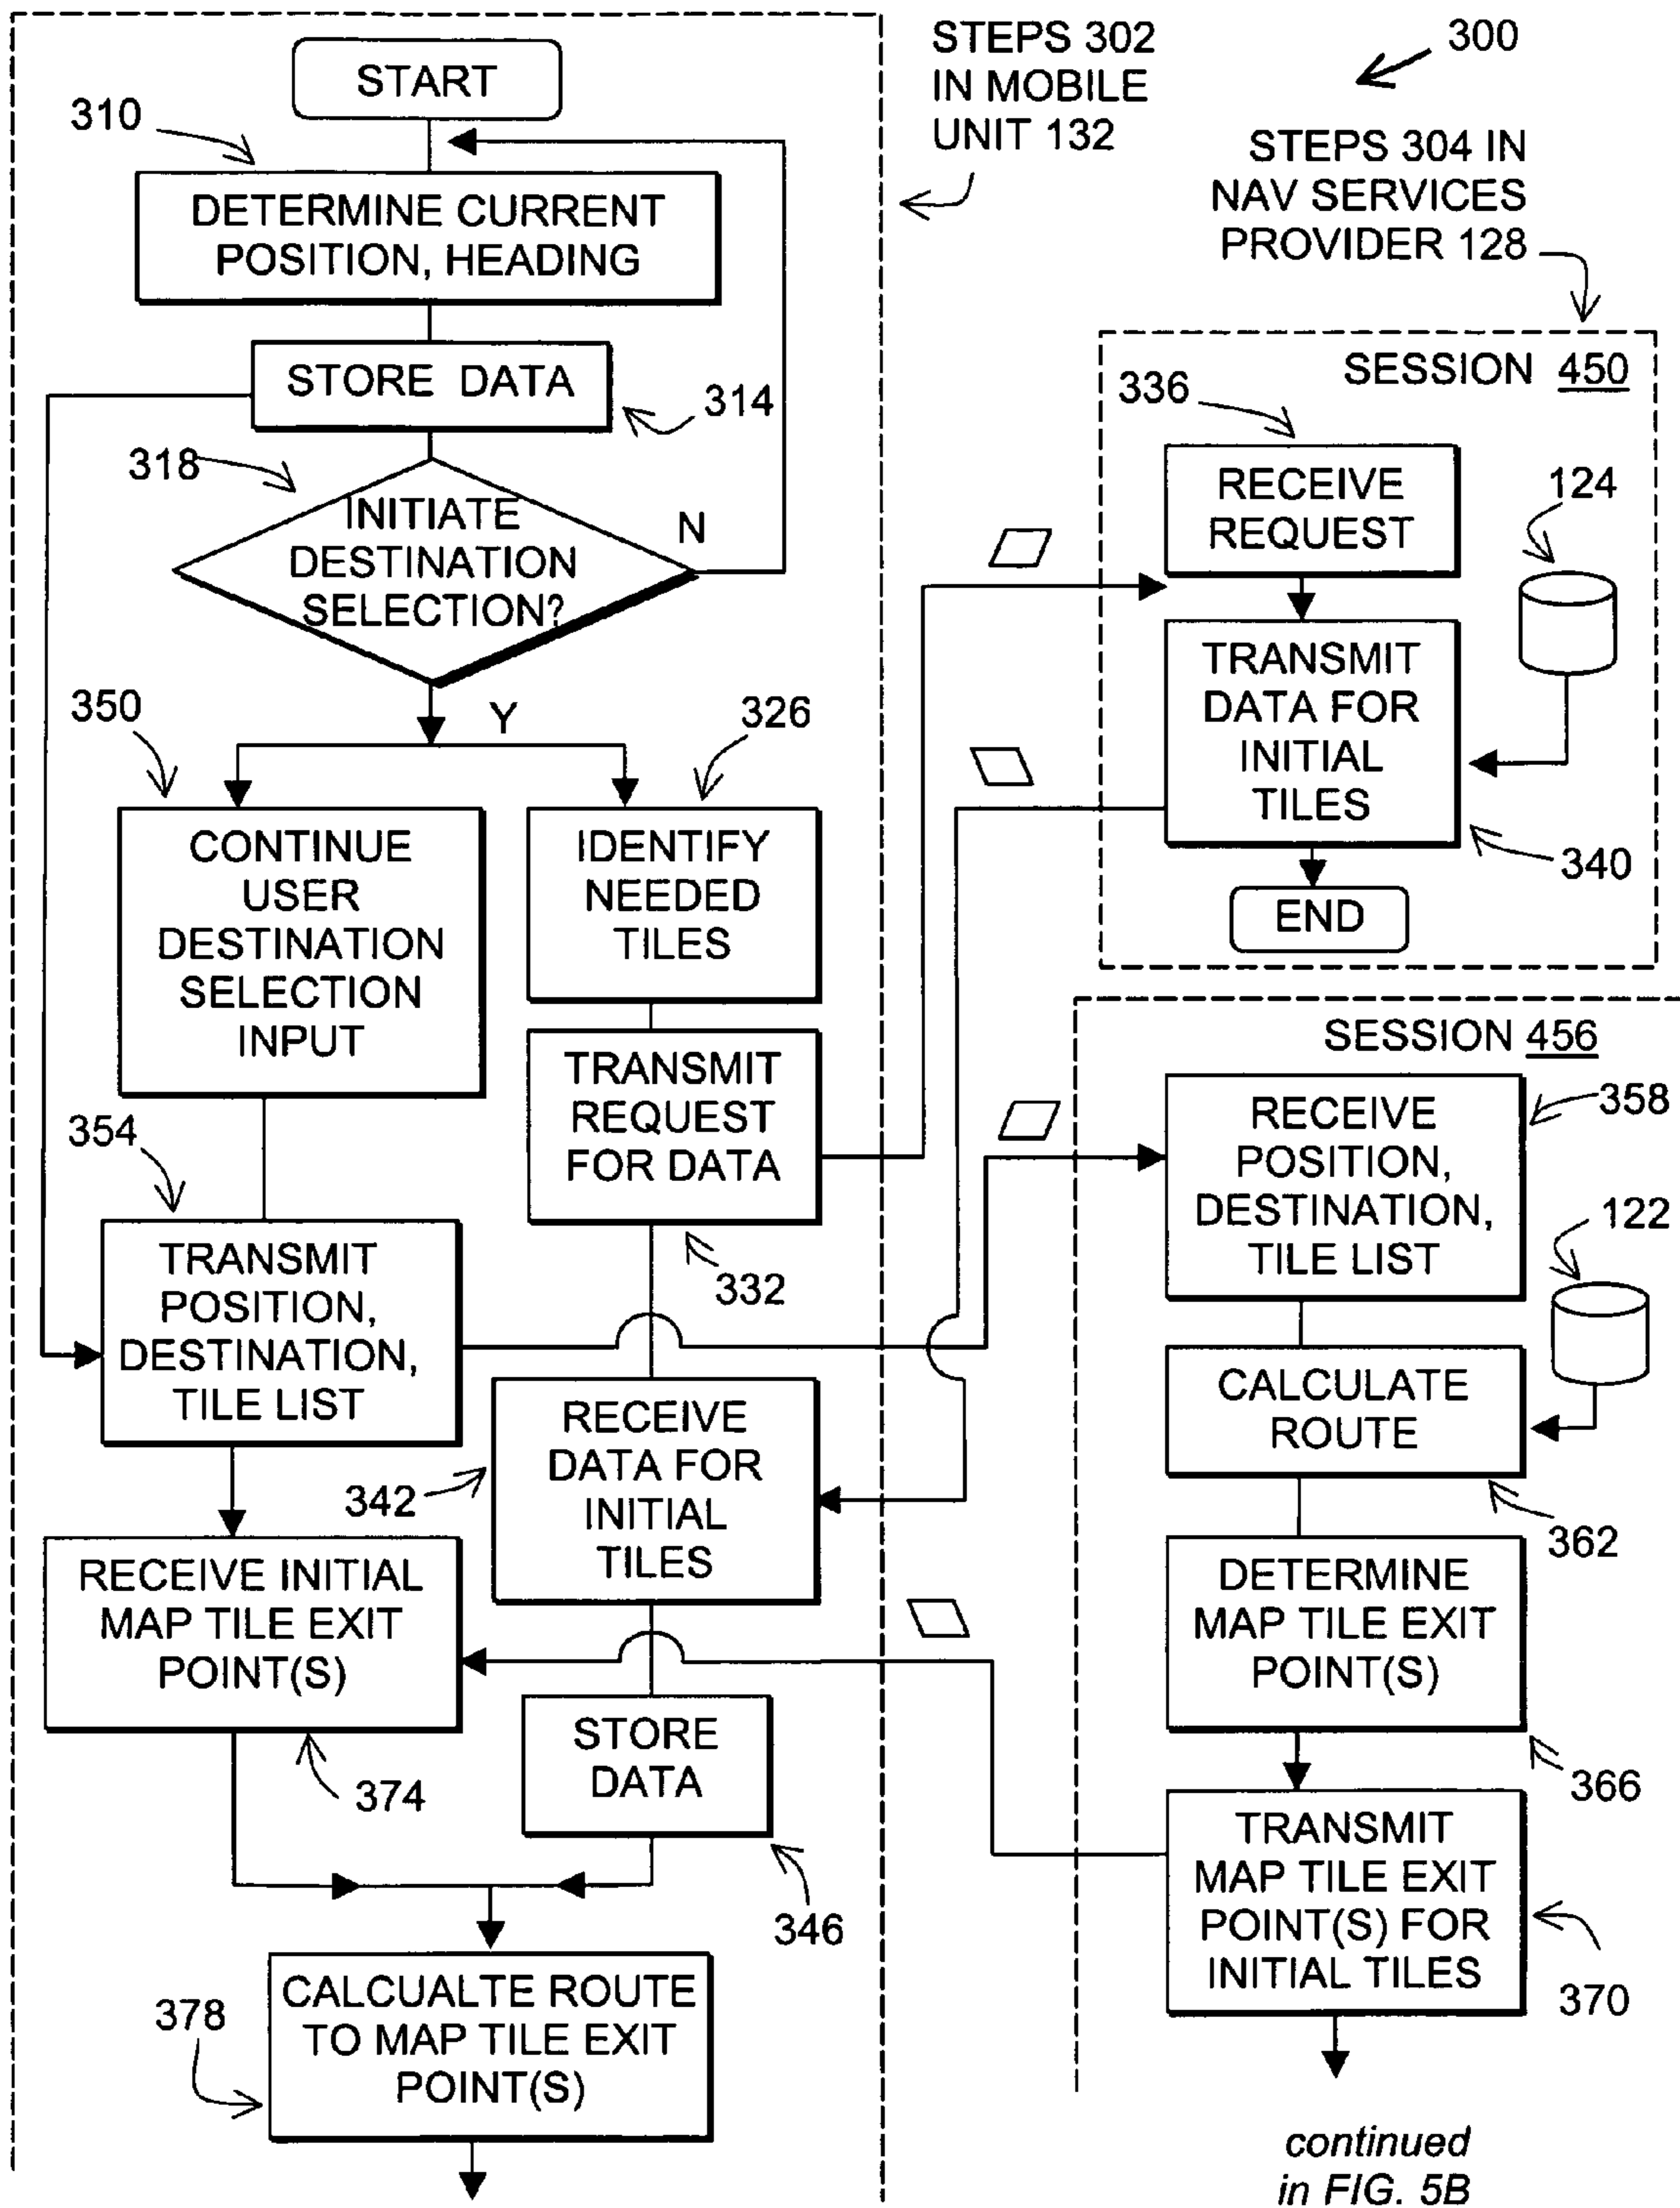 START
310
DETERMINE CURRENT
POSITION, HEADING
STORE DATA
314
318
INITIATE
DESTINATION
SELECTION?
N
Y
350
326
CONTINUE
USER
DESTINATION
SELECTION
INPUT
IDENTIFY
NEEDED
TILES
TRANSMIT
REQUEST
FOR DATA
332
354
TRANSMIT
POSITION,
DESTINATION,
TILE LIST
RECEIVE
DATA FOR
INITIAL
TILES
342
RECEIVE INITIAL
MAP TILE EXIT
POINT(S)
374
STORE
DATA
346
CALCUALTE ROUTE
TO MAP TILE EXIT
POINT(S)
378
STEPS 302
IN MOBILE
UNIT 132
300
STEPS 304 IN
NAV SERVICES
PROVIDER 128
SESSION 450
336
RECEIVE
REQUEST
124
TRANSMIT
DATA FOR
INITIAL
TILES
340
END
SESSION 456
RECEIVE
POSITION,
DESTINATION,
TILE LIST
358
122
CALCULATE
ROUTE
362
DETERMINE
MAP TILE EXIT
POINT(S)
366
TRANSMIT
MAP TILE EXIT
POINT(S) FOR
INITIAL TILES
370
continued
in FIG. 5B